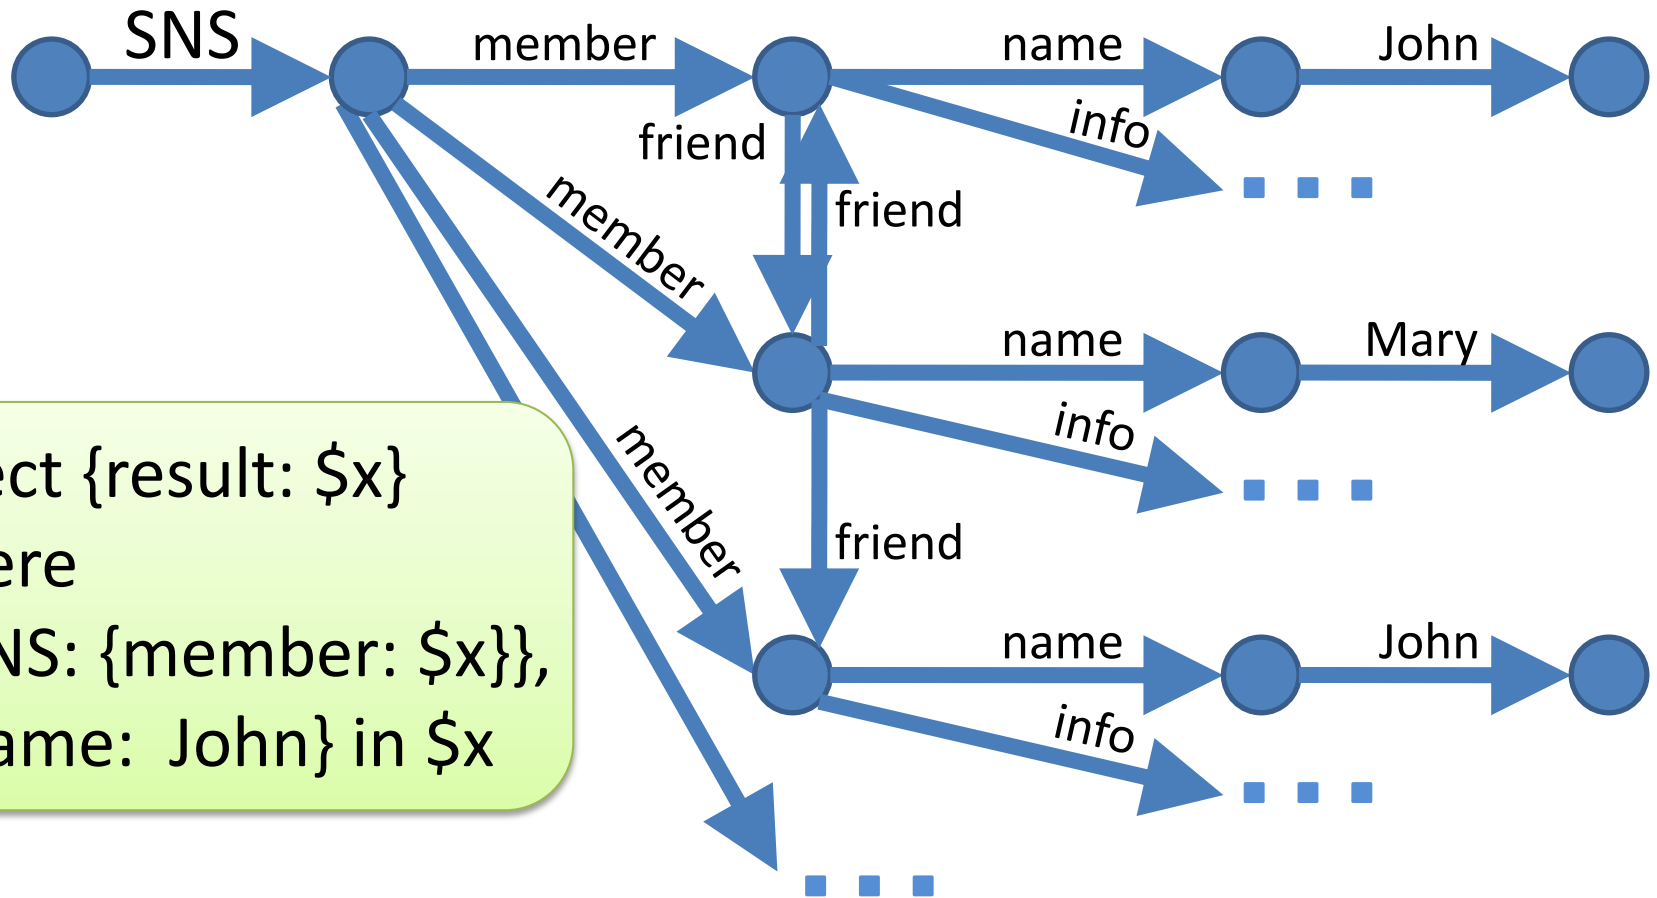 SNS
member
name
John
friend
info
member
friend
name
Mary
info
member
friend
name
John
info
ect {result: $x}
ere
NS: {member: $x}},
ame: John} in $x